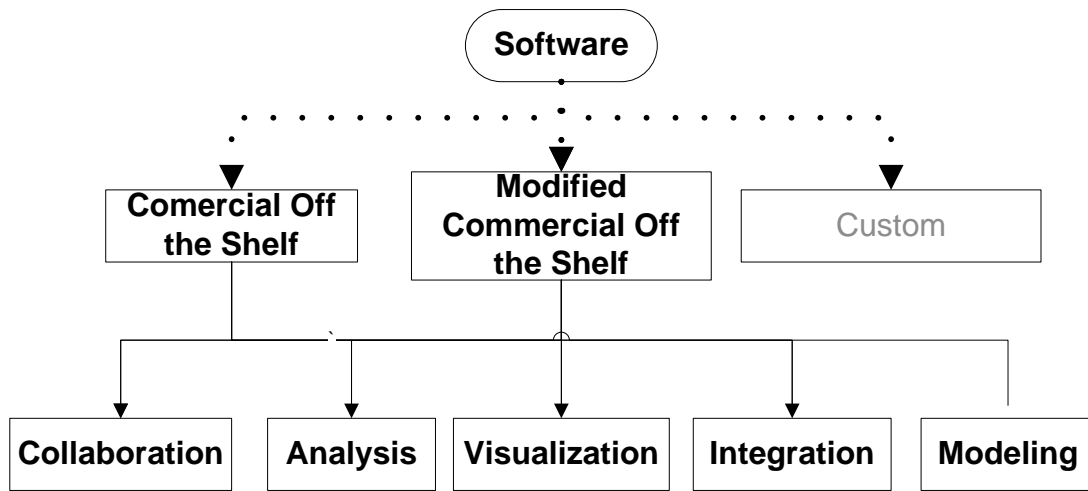 Software
Comercial Off
the Shelf
Modified
Commercial Off
the Shelf
Custom
`
Collaboration
Analysis
Visualization
Integration
Modeling